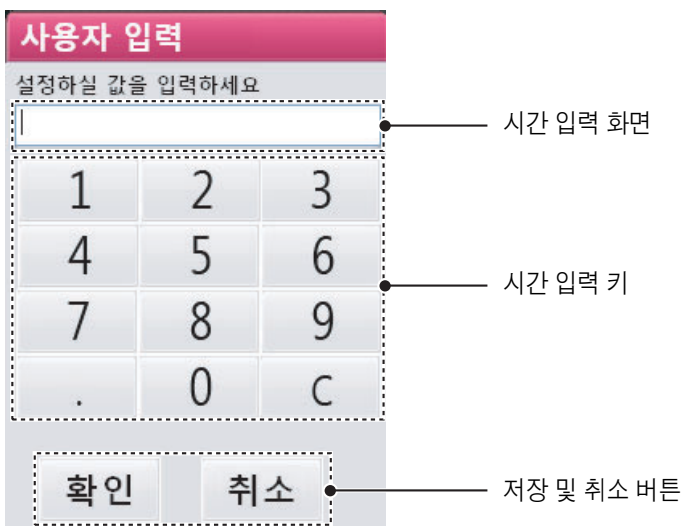 사용자 입력
설정하실 값을 입력하세요
시간 입력 화면
1 2 3
4 5 6
시간 입력 키
7 8 9
. 0 C
확인 취소
저장 및 취소 버튼